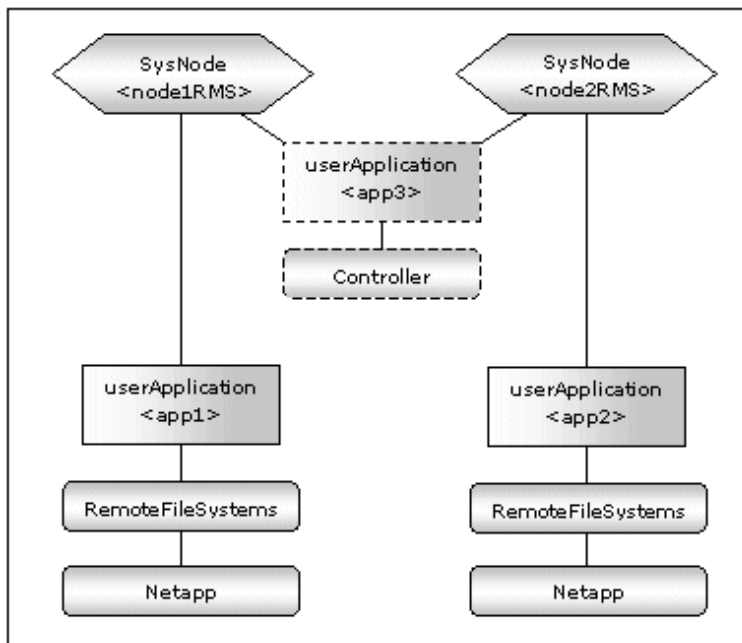 SysNode
<node1RMS>
SysNode
<node2RMS>
userApplication
<app3>
Controller
userApplication
<app1>
userApplication
<app2>
RemoteFileSystems
RemoteFileSystems
Netapp
Netapp